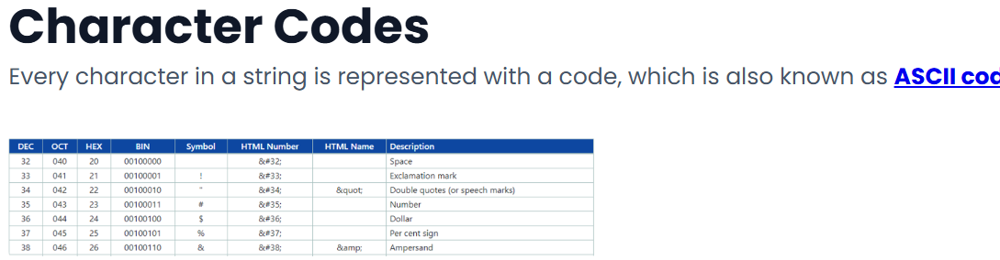 Character Codes
Every character in a string is represented with a code, which is also known as ASCII cod
DEC OCT HEX BIN Symbol HTML Number HTML Name Description
32 040 20 00100000 &#32; Space
33 041 21 00100001 ! &#33; Exclamation mark
34 042 22 00100010 " &#34; &quot; Double quotes (or speech marks)
35 043 23 00100011 # &#35; Number
36 044 24 00100100 $ &#36; Dollar
37 045 25 00100101 % &#37; Per cent sign
38 046 26 00100110 & &#38; &amp; Ampersand